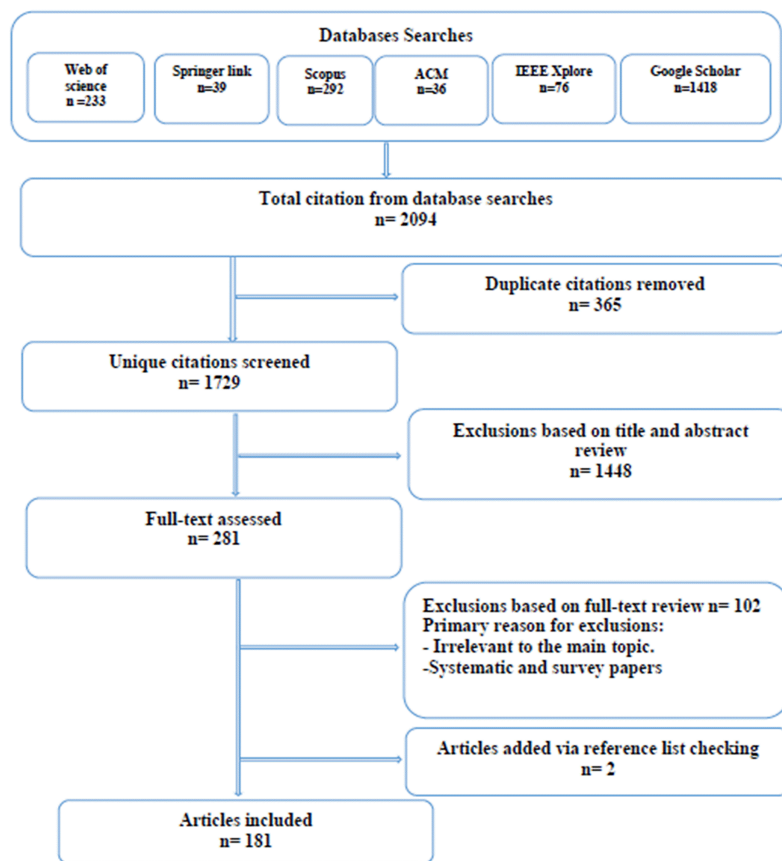 Databases Searches
Web of
science
n =233
Springer link
n=39
Scopus
n=292
ACM
n=36
IEEE Xplore
n=76
Google Scholar
n=1418
Total citation from database searches
n= 2094
Duplicate citations removed
n= 365
Unique citations screened
n= 1729
Exclusions based on title and abstract
review
n= 1448
Full-text assessed
n= 281
Exclusions based on full-text review n= 102
Primary reason for exclusions:
- Irrelevant to the main topic.
-Systematic and survey papers
Articles added via reference list checking
n= 2
Articles included
n= 181